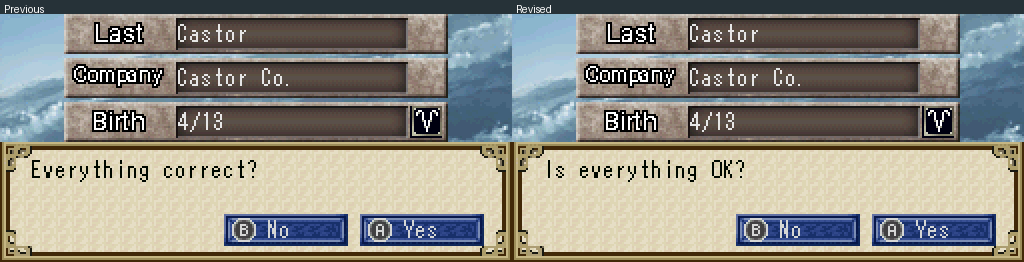 Previous
Last Castor
Company Castor Co.
Birth 4/13
Everything correct?
B No A Yes
Revised
Last Castor
Company Castor Co.
Birth 4/13
Is everything OK?
B No A Yes